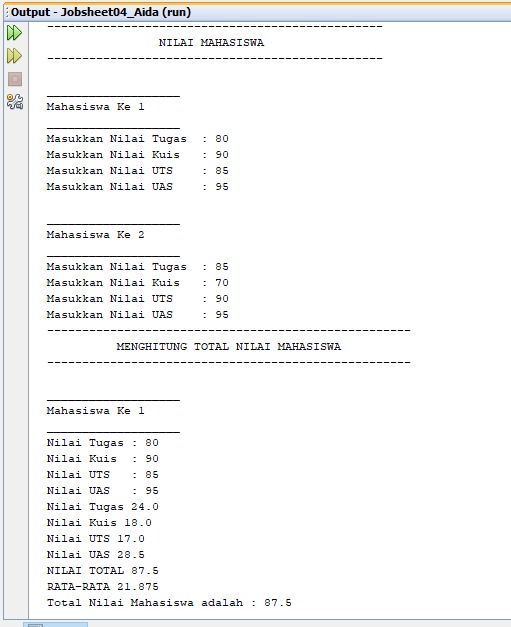 Output - Jobsheet04_Aida (run)
------------------------------------------------
NILAI MAHASISWA
------------------------------------------------
___________________
Mahasiswa Ke 1
___________________
Masukkan Nilai Tugas : 80
Masukkan Nilai Kuis : 90
Masukkan Nilai UTS : 85
Masukkan Nilai UAS : 95
___________________
Mahasiswa Ke 2
___________________
Masukkan Nilai Tugas : 85
Masukkan Nilai Kuis : 70
Masukkan Nilai UTS : 90
Masukkan Nilai UAS : 95
----------------------------------------------------
MENGHITUNG TOTAL NILAI MAHASISWA
----------------------------------------------------
___________________
Mahasiswa Ke 1
___________________
Nilai Tugas : 80
Nilai Kuis : 90
Nilai UTS : 85
Nilai UAS : 95
Nilai Tugas 24.0
Nilai Kuis 18.0
Nilai UTS 17.0
Nilai UAS 28.5
NILAI TOTAL 87.5
RATA-RATA 21.875
Total Nilai Mahasiswa adalah : 87.5